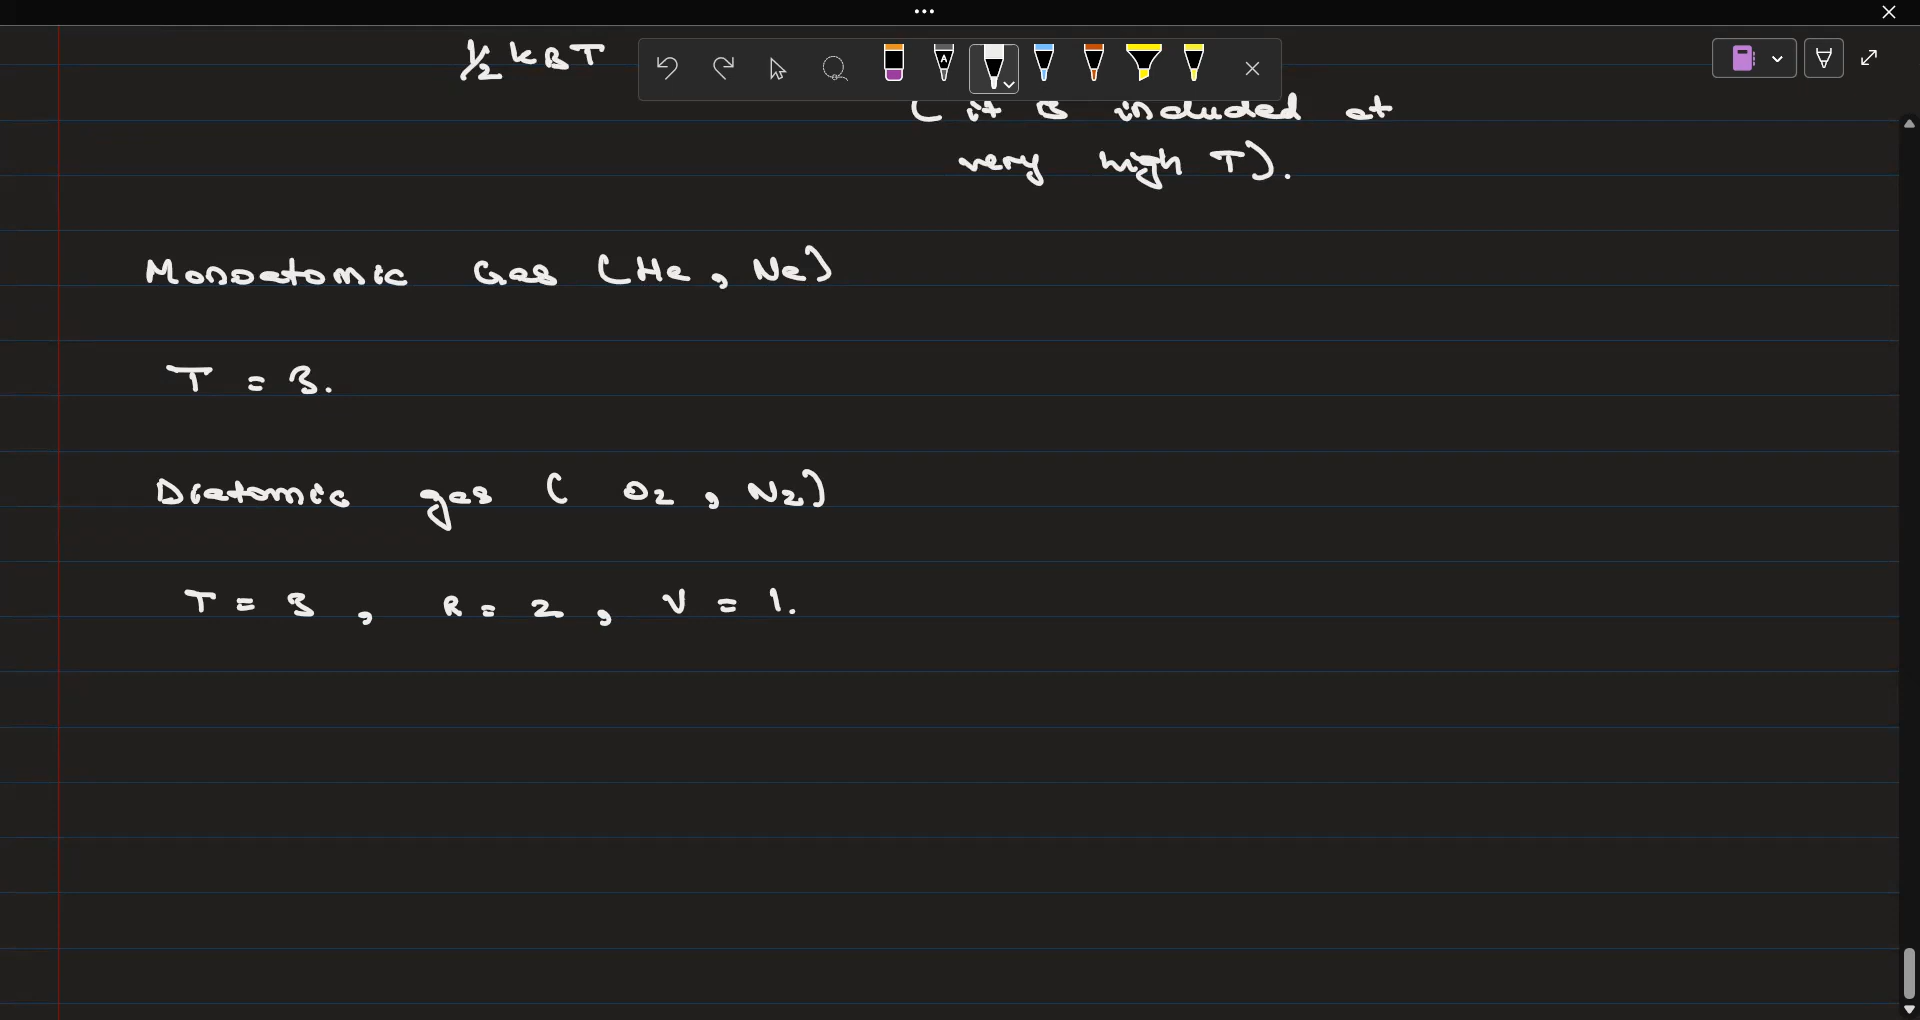 1/2 kBT
( it is included at
very high T).
Monoatomic Gas (He, Ne)
T = 3.
Diatomic gas ( O2, N2)
T = 3, R = 2, V = 1.